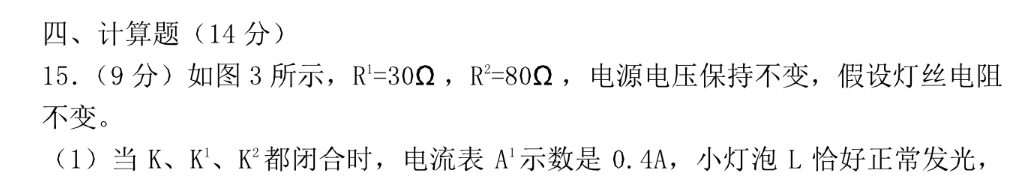 四、计算题（14 分）
15.（9 分）如图 3 所示，R¹=30Ω，R²=80Ω，电源电压保持不变，假设灯丝电阻
不变。
（1）当 K、K¹、K²都闭合时，电流表 A¹示数是 0.4A，小灯泡 L 恰好正常发光，